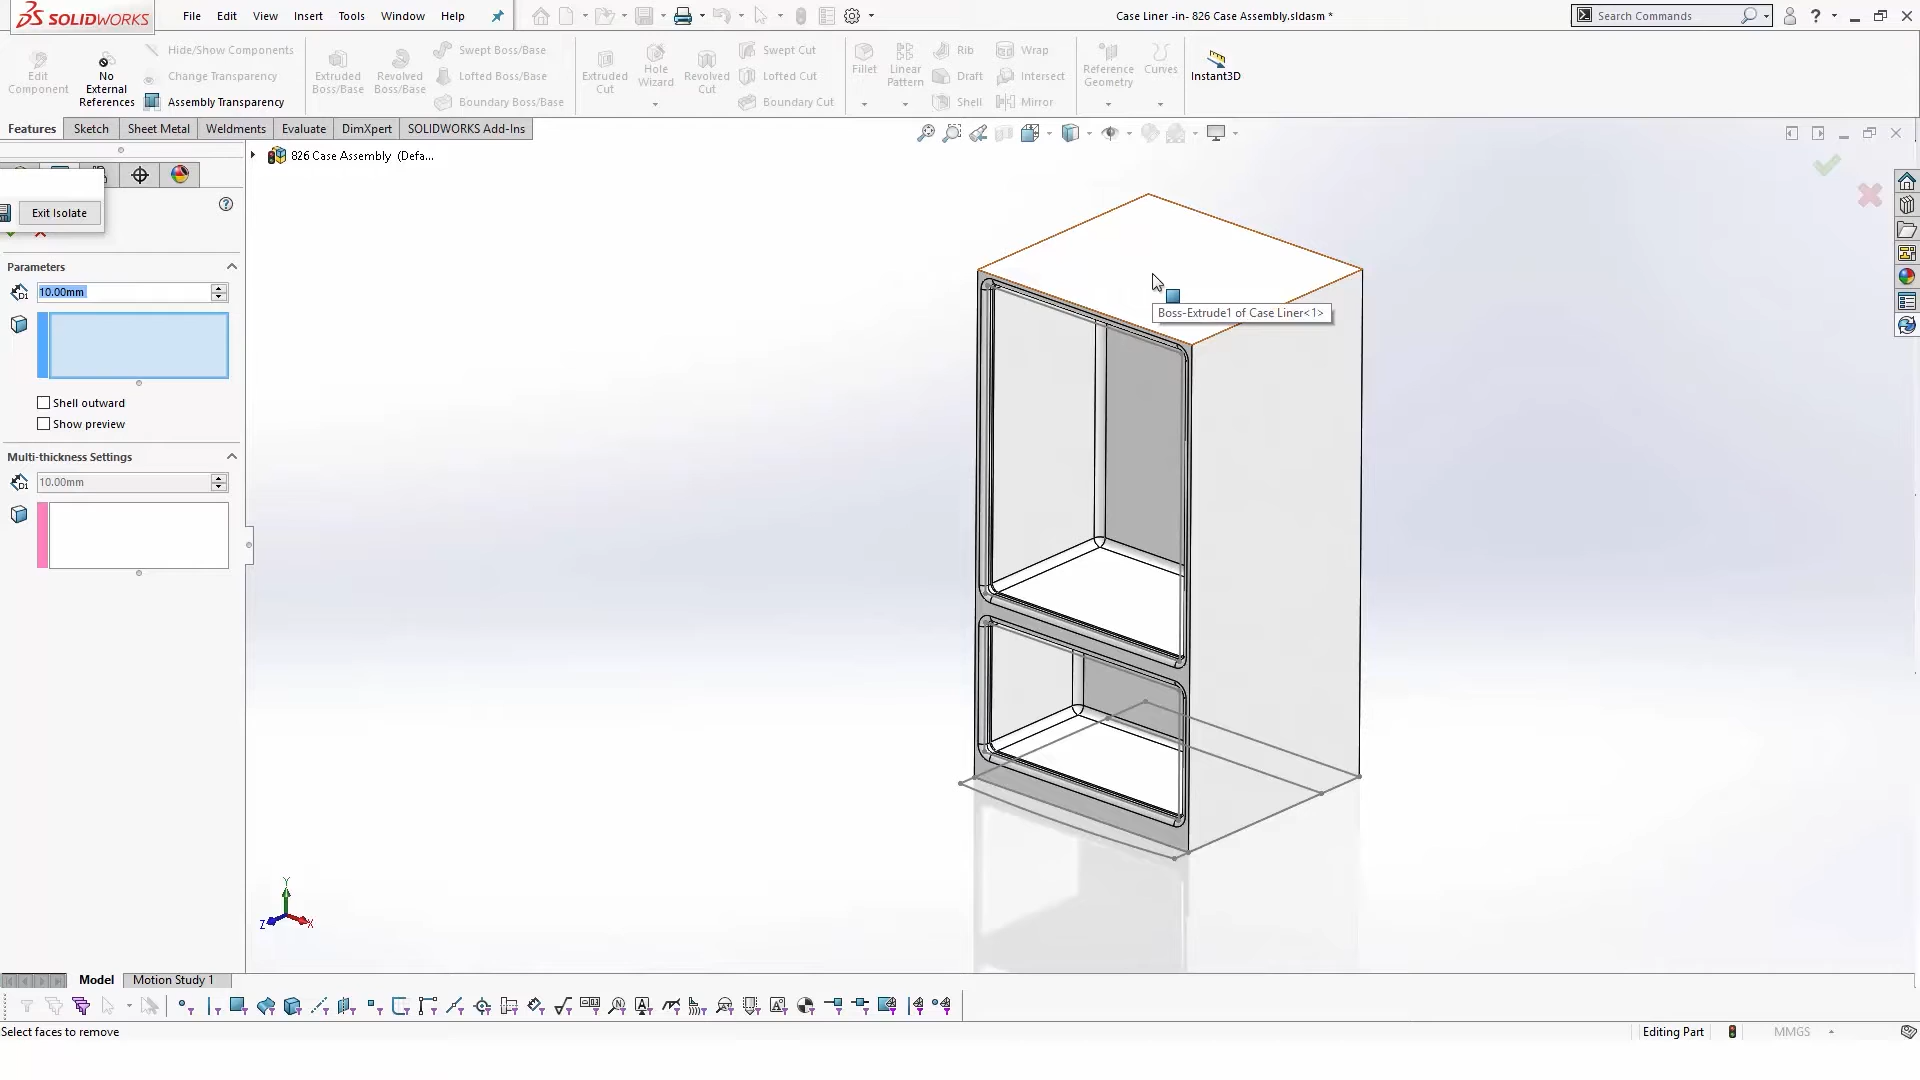 SOLIDWORKS
File Edit View Insert Tools Window Help
Case Liner -in- 826 Case Assembly.sldasm *
Search Commands
?
Edit Component
No External References
Hide/Show Components
Change Transparency
Assembly Transparency
Extruded Boss/Base
Revolved Boss/Base
Swept Boss/Base
Lofted Boss/Base
Boundary Boss/Base
Extruded Cut
Hole Wizard
Revolved Cut
Swept Cut
Lofted Cut
Boundary Cut
Fillet
Linear Pattern
Rib
Draft
Shell
Wrap
Intersect
Mirror
Reference Geometry
Curves
Instant3D
Features Sketch Sheet Metal Weldments Evaluate DimXpert SOLIDWORKS Add-Ins
826 Case Assembly (Defa...
Exit Isolate
Parameters
10.00mm
Shell outward
Show preview
Multi-thickness Settings
10.00mm
Boss-Extrude1 of Case Liner<1>
Y
Z X
Model Motion Study 1
Select faces to remove
Editing Part
MMGS